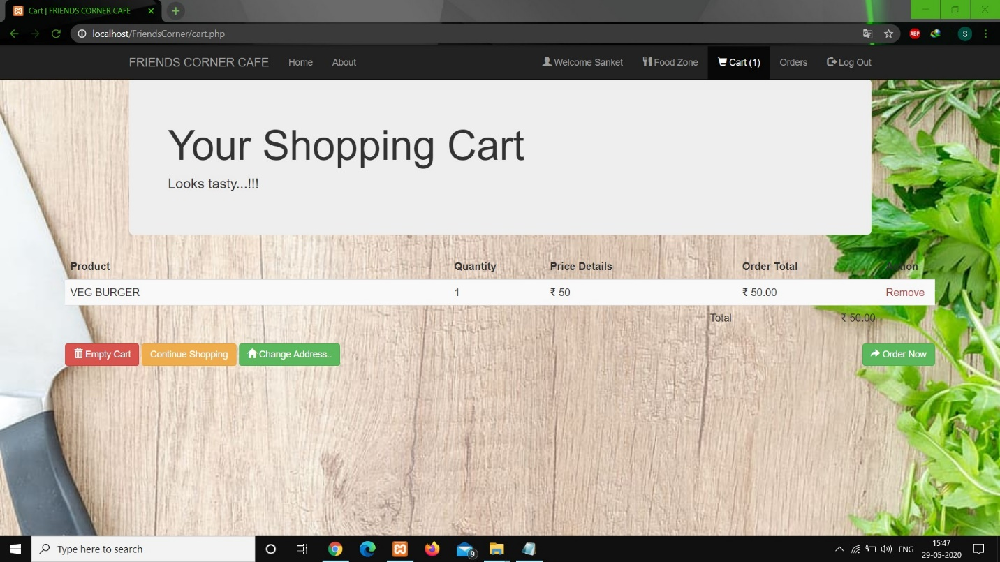 Cart | FRIENDS CORNER CAFE
localhost/FriendsCorner/cart.php
ABP
S
FRIENDS CORNER CAFE Home About Welcome Sanket Food Zone Cart (1) Orders Log Out
Your Shopping Cart
Looks tasty...!!!
Product Quantity Price Details Order Total Action
VEG BURGER 1 ₹ 50 ₹ 50.00 Remove
Total ₹ 50.00
Empty Cart Continue Shopping Change Address.. Order Now
Type here to search
9
ENG
15:47
29-05-2020